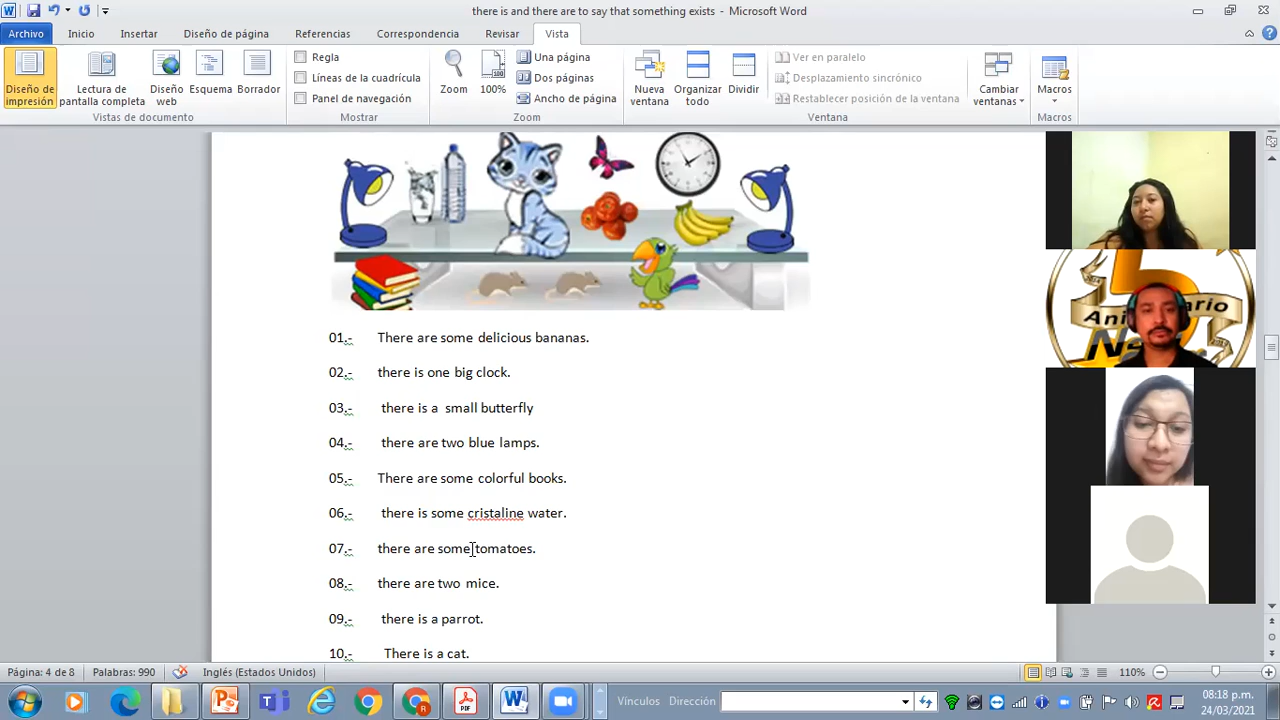 there is and there are to say that something exists - Microsoft Word
Archivo Inicio Insertar Diseño de página Referencias Correspondencia Revisar Vista
Diseño de impresión
Lectura de pantalla completa
Diseño web
Esquema
Borrador
Vistas de documento
Regla
Líneas de la cuadrícula
Panel de navegación
Mostrar
Zoom
100%
Una página
Dos páginas
Ancho de página
Zoom
Nueva ventana
Organizar todo
Dividir
Ver en paralelo
Desplazamiento sincrónico
Restablecer posición de la ventana
Ventana
Cambiar ventanas
Macros
Macros
5
Ani
ario
01.- There are some delicious bananas.
02.- there is one big clock.
03.- there is a small butterfly
04.- there are two blue lamps.
05.- There are some colorful books.
06.- there is some cristaline water.
07.- there are some tomatoes.
08.- there are two mice.
09.- there is a parrot.
10.- There is a cat.
Página: 4 de 8 Palabras: 990 Inglés (Estados Unidos) 110%
Vínculos Dirección
08:18 p.m.
24/03/2021